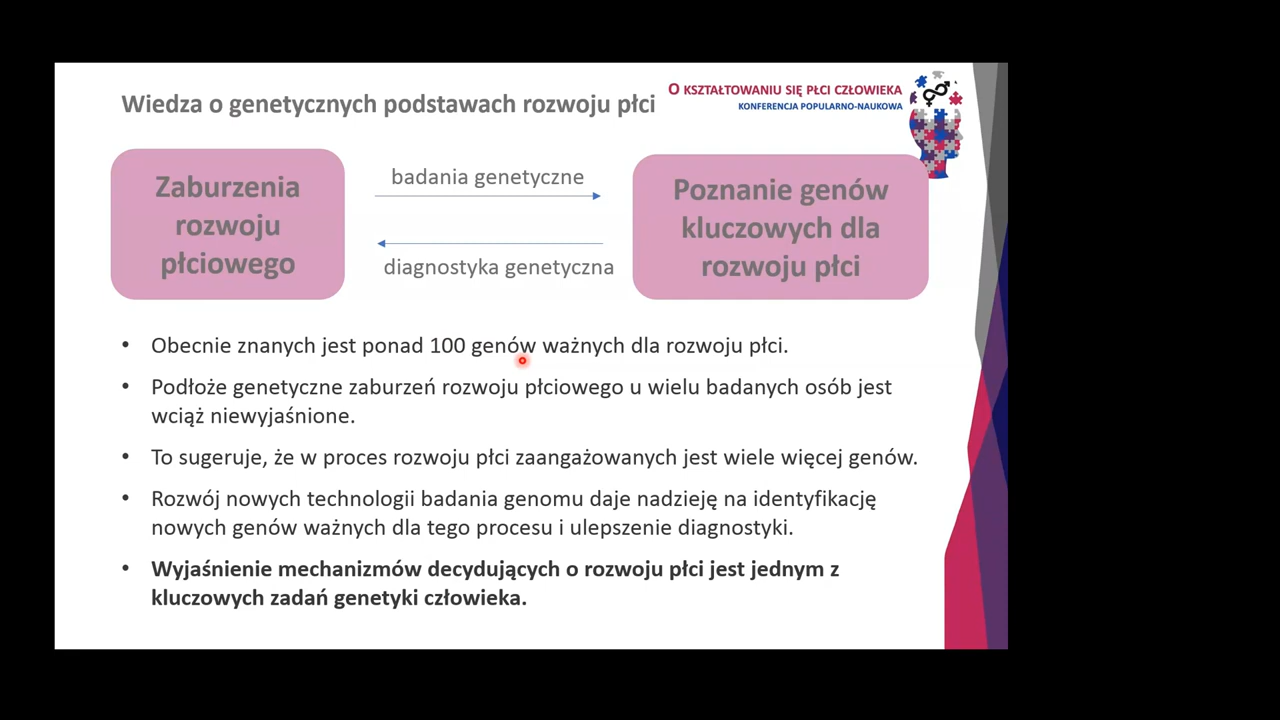 Wiedza o genetycznych podstawach rozwoju płci
O KSZTAŁTOWANIU SIĘ PŁCI CZŁOWIEKA
KONFERENCJA POPULARNO-NAUKOWA
Zaburzenia
rozwoju
płciowego
badania genetyczne
diagnostyka genetyczna
Poznanie genów
kluczowych dla
rozwoju płci
• Obecnie znanych jest ponad 100 genów ważnych dla rozwoju płci.
• Podłoże genetyczne zaburzeń rozwoju płciowego u wielu badanych osób jest
wciąż niewyjaśnione.
• To sugeruje, że w proces rozwoju płci zaangażowanych jest wiele więcej genów.
• Rozwój nowych technologii badania genomu daje nadzieję na identyfikację
nowych genów ważnych dla tego procesu i ulepszenie diagnostyki.
• Wyjaśnienie mechanizmów decydujących o rozwoju płci jest jednym z
kluczowych zadań genetyki człowieka.